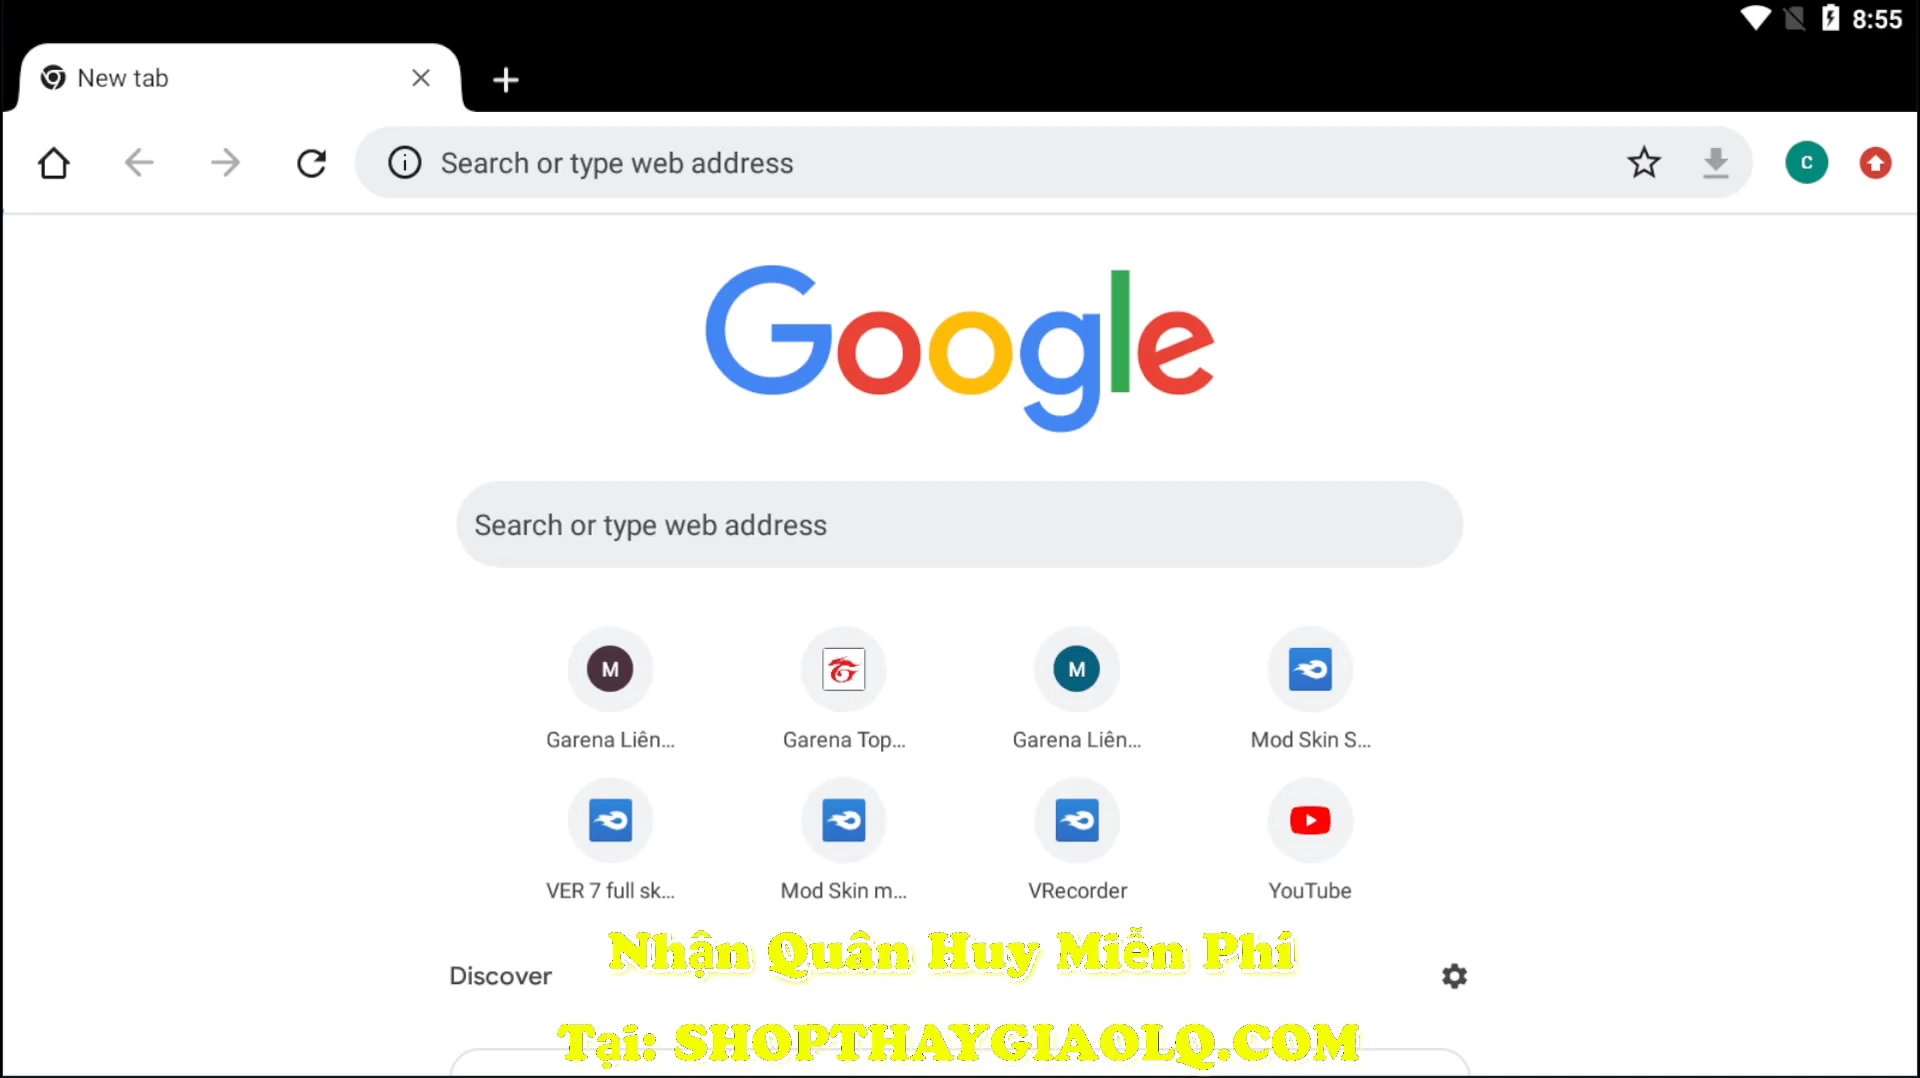 8:55
New tab
Search or type web address
C
Google
Search or type web address
M
M
Garena Liên...
Garena Top...
Garena Liên...
Mod Skin S...
VER 7 full sk...
Mod Skin m...
VRecorder
YouTube
Nhận Quân Huy Miễn Phí
Discover
Tại: SHOPTHAYGIAOLQ.COM